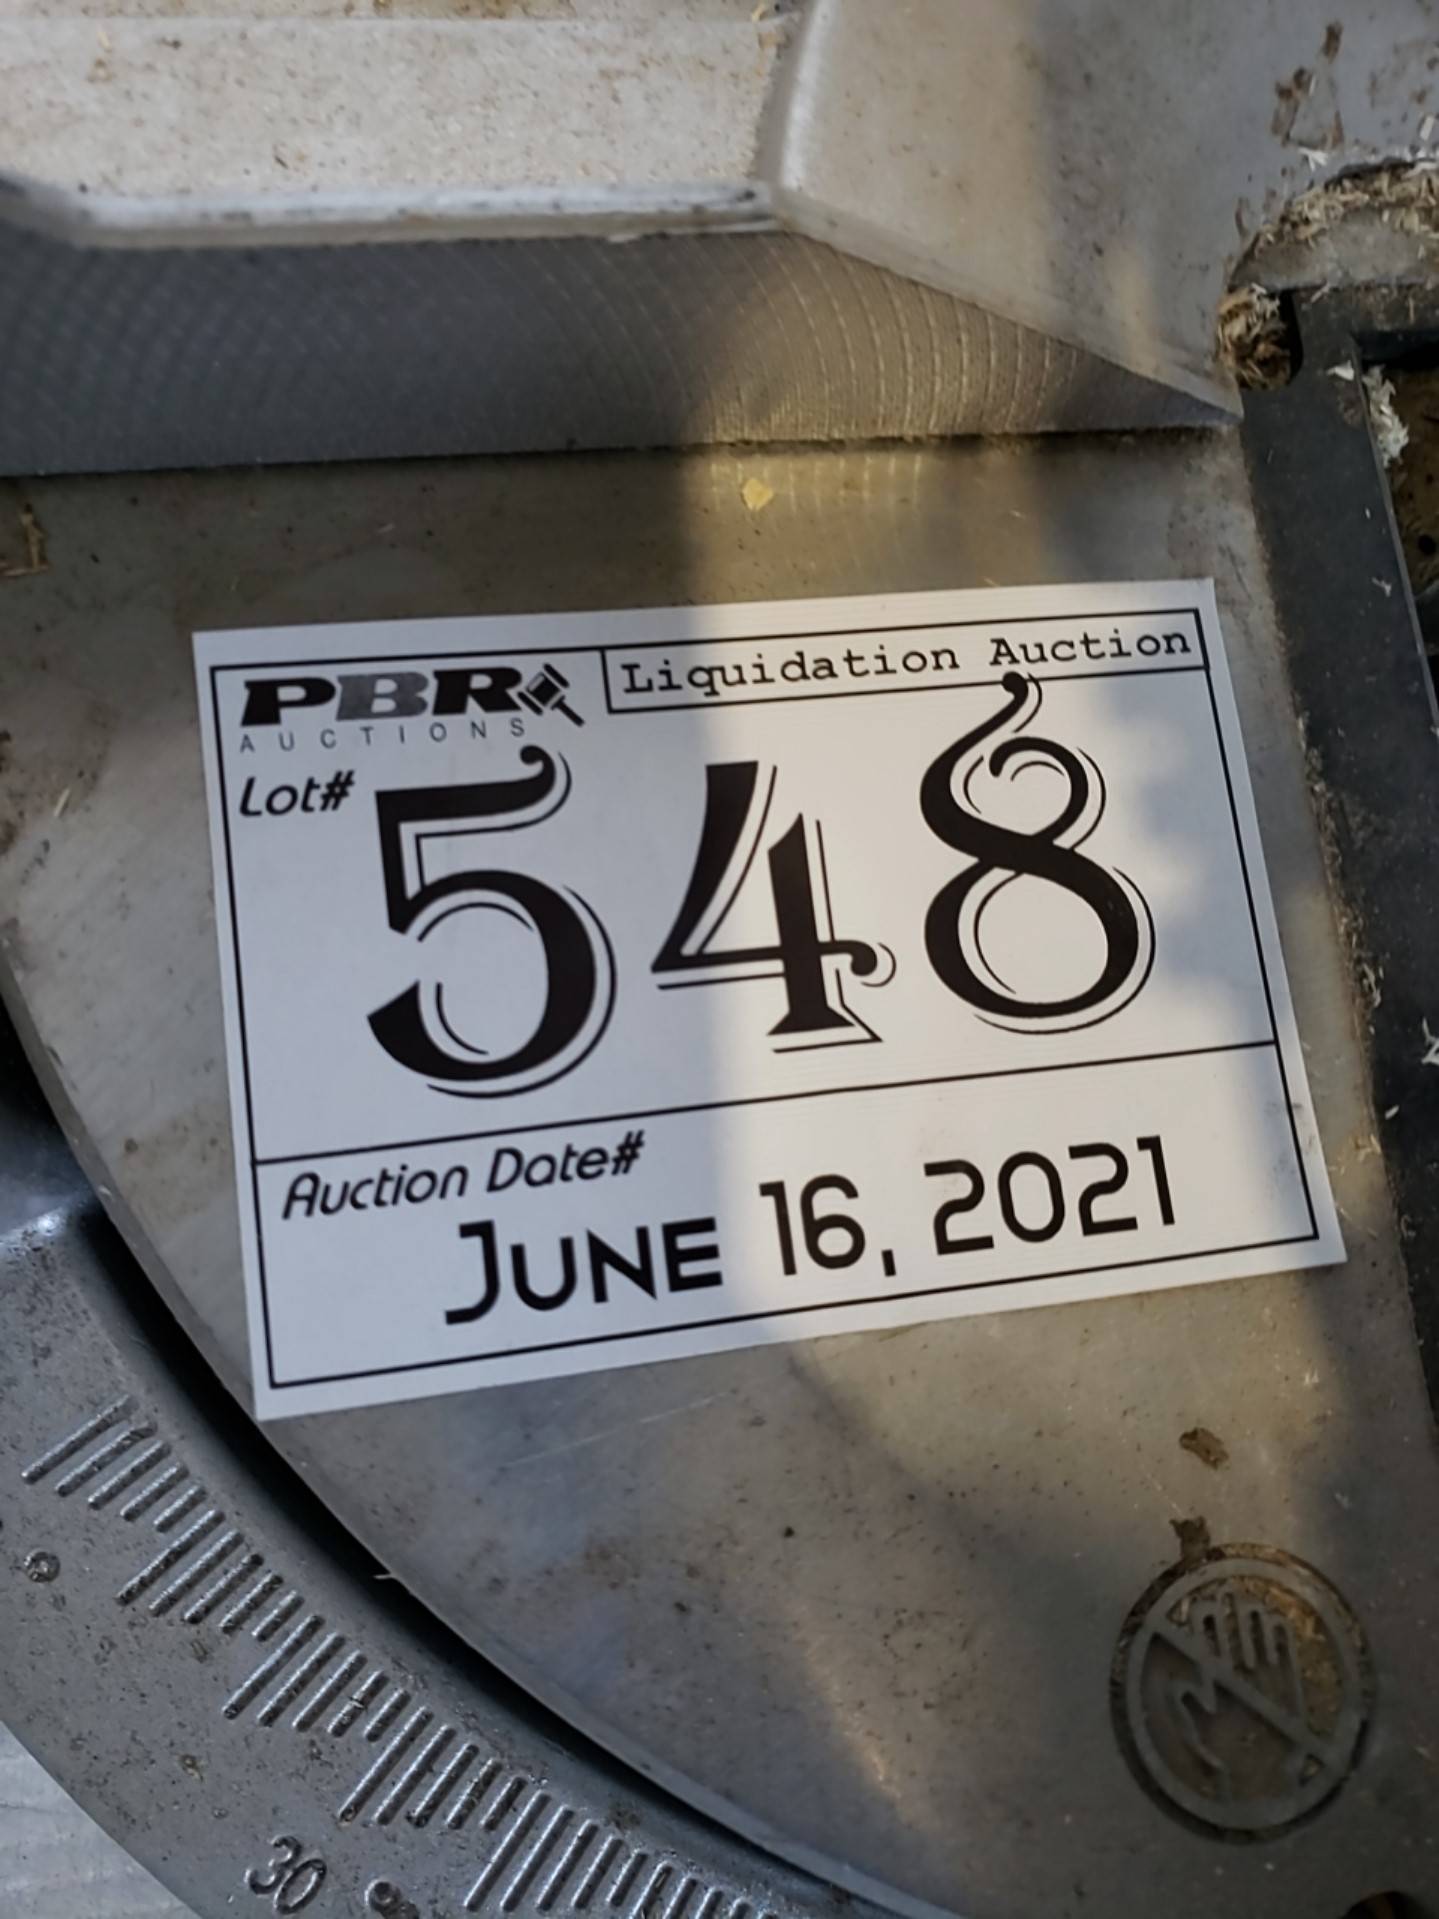 PBR
AUCTIONS
Liquidation Auction
Lot#
548
Auction Date#
June 16, 2021
30